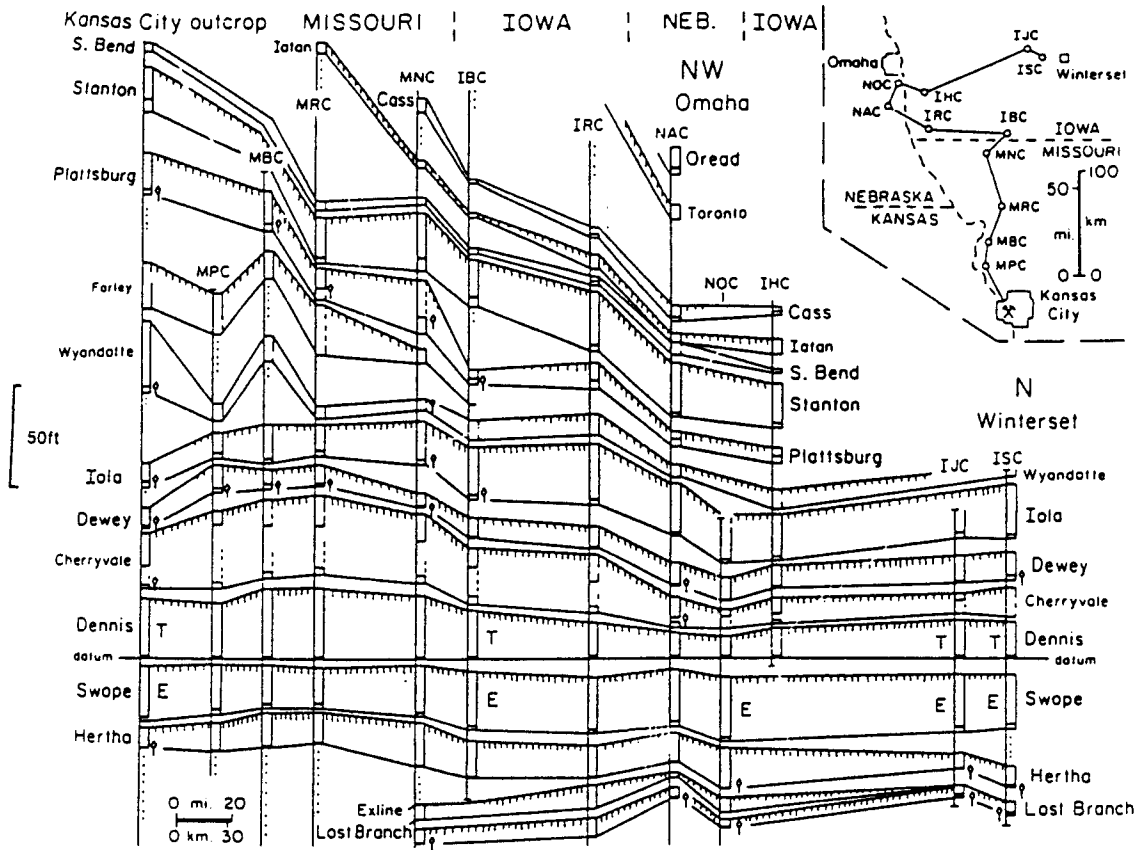 Kansas City outcrop MISSOURI IOWA NEB. IOWA
S. Bend
Stanton
Plattsburg
Farley
Wyandotte
Iola
Dewey
Cherryvale
Dennis
datum
Swope
Hertha
50ft
MPC
MBC
Iatan
MRC
MNC
Cass
IBC
IRC
NW
Omaha
NAC
Oread
Toronto
NOC
IHC
Cass
Iatan
S. Bend
Stanton
Plattsburg
N
Winterset
IJC
ISC
Wyandotte
Iola
Dewey
Cherryvale
Dennis
datum
Swope
Hertha
Lost Branch
T T T T
E E E E E
Exline
Lost Branch
0 mi. 20
0 km. 30
Omaha
NOC
NAC
IHC
IRC
IJC
ISC
Winterset
IBC
IOWA
MISSOURI
MNC
NEBRASKA
KANSAS
MRC
MBC
MPC
Kansas
City
50
100
mi.
km
0 0